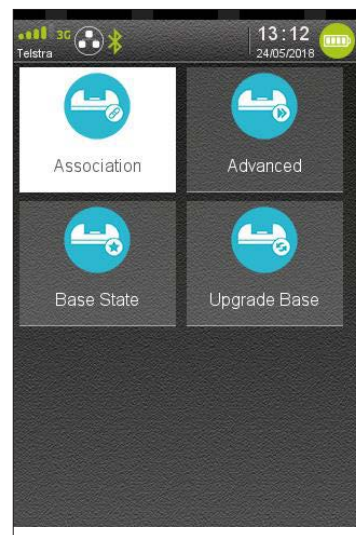 3G 13:12
Telstra 24/05/2018
Association Advanced
Base State Upgrade Base